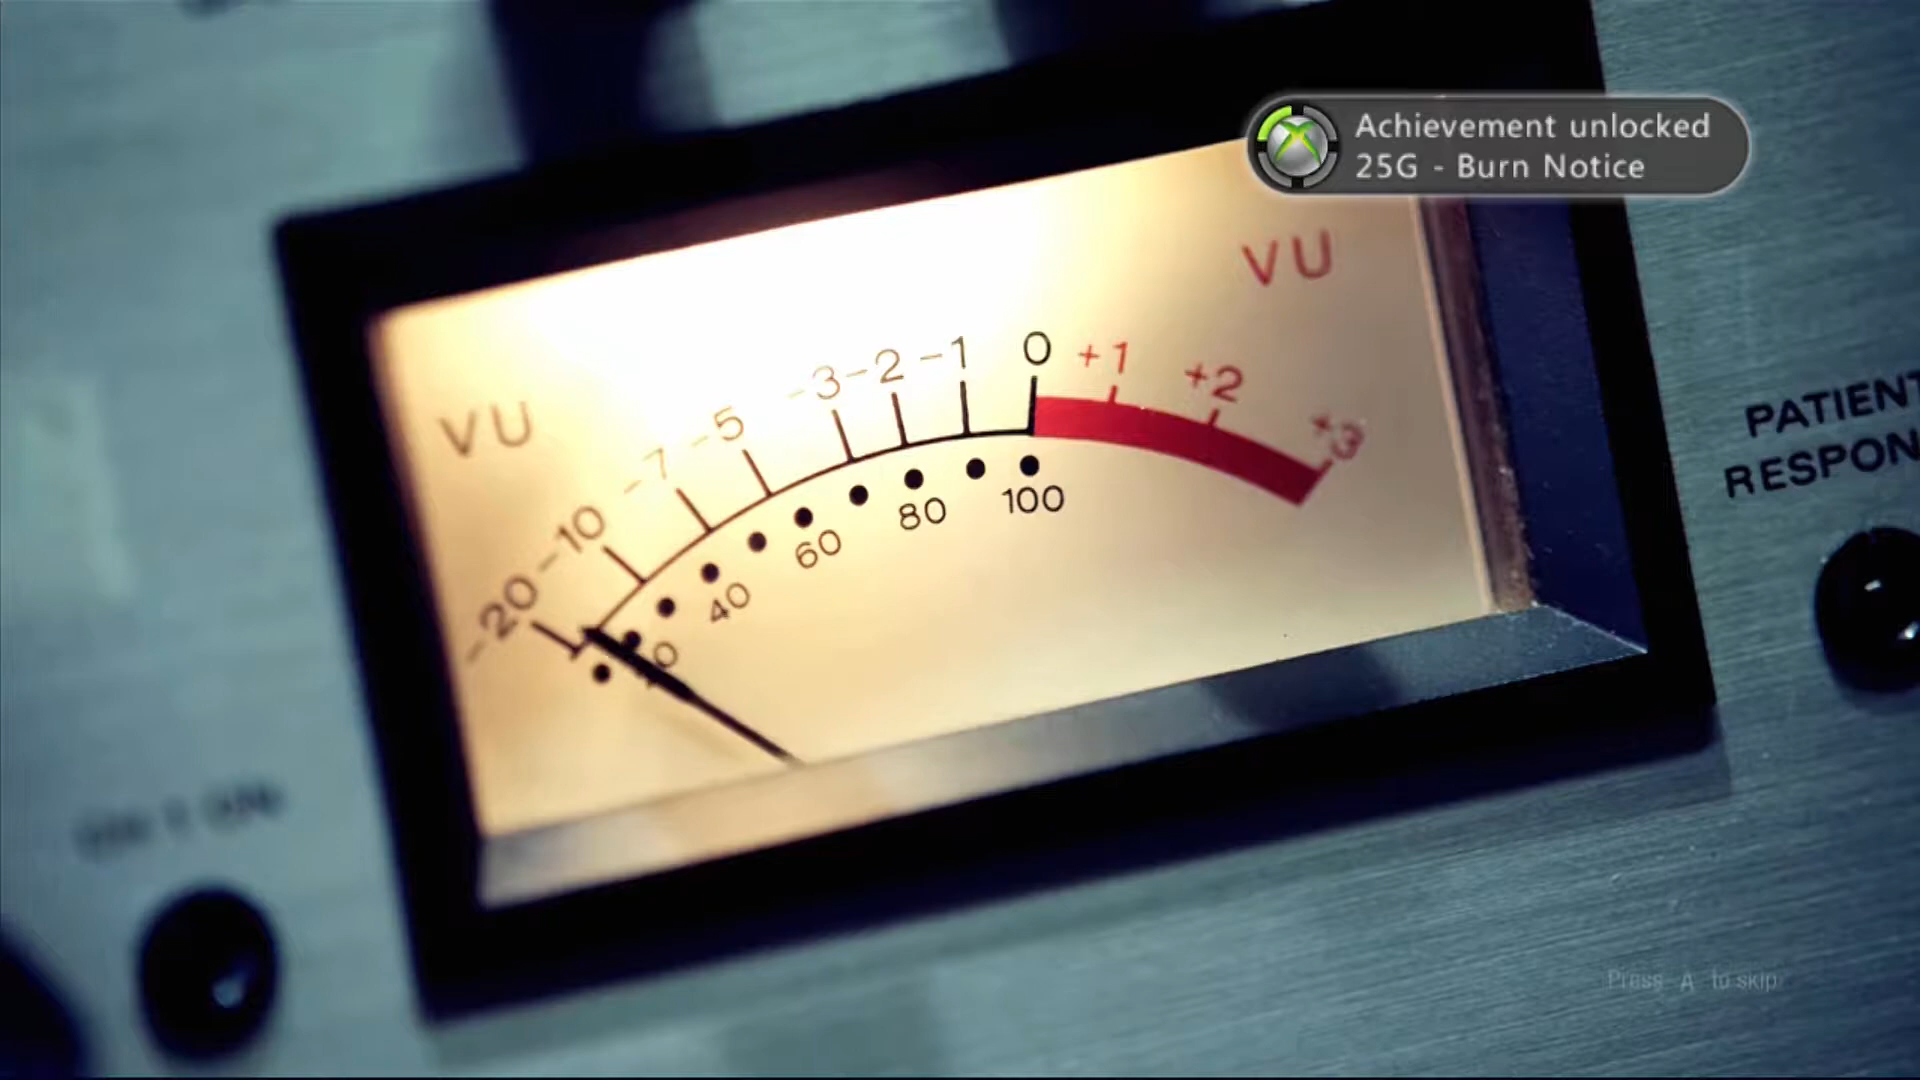 Achievement unlocked
25G - Burn Notice
VU
VU
-20 -10 -7 -5 -3 -2 -1 0 +1 +2 +3
40 60 80 100
PATIENT
RESPON
Press A to skip